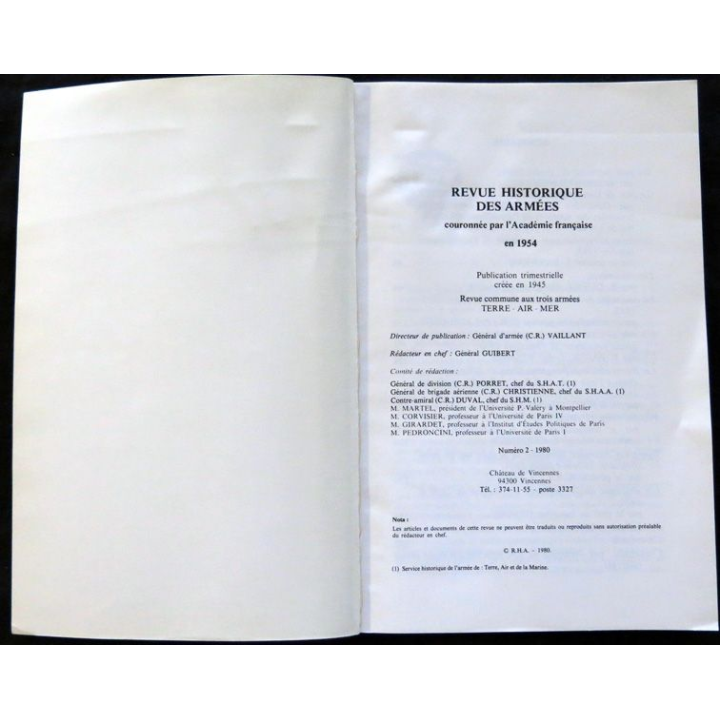 REVUE HISTORIQUE
DES ARMÉES
couronnée par l'Académie française
en 1954
Publication trimestrielle
créée en 1945
Revue commune aux trois armées
TERRE - AIR - MER
Directeur de publication : Général d'armée (C.R.) VAILLANT
Rédacteur en chef : Général GUIBERT
Comité de rédaction :
Général de division (C.R.) PORRET, chef du S.H.A.T. (1)
Général de brigade aérienne (C.R.) CHRISTIENNE, chef du S.H.A.A. (1)
Contre-amiral (C.R.) DUVAL, chef du S.H.M. (1)
M. MARTEL, président de l'Université P. Valery à Montpellier
M. CORVISIER, professeur à l'Université de Paris IV
M. GIRARDET, professeur à l'Institut d'Études Politiques de Paris
M. PEDRONCINI, professeur à l'Université de Paris I
Numéro 2 - 1980
Château de Vincennes
94300 Vincennes
Tél. : 374-11-55 - poste 3327
Nota :
Les articles et documents de cette revue ne peuvent être traduits ou reproduits sans autorisation préalable
du rédacteur en chef.
© R.H.A. - 1980.
(1) Service historique de l'armée de : Terre, Air et de la Marine.